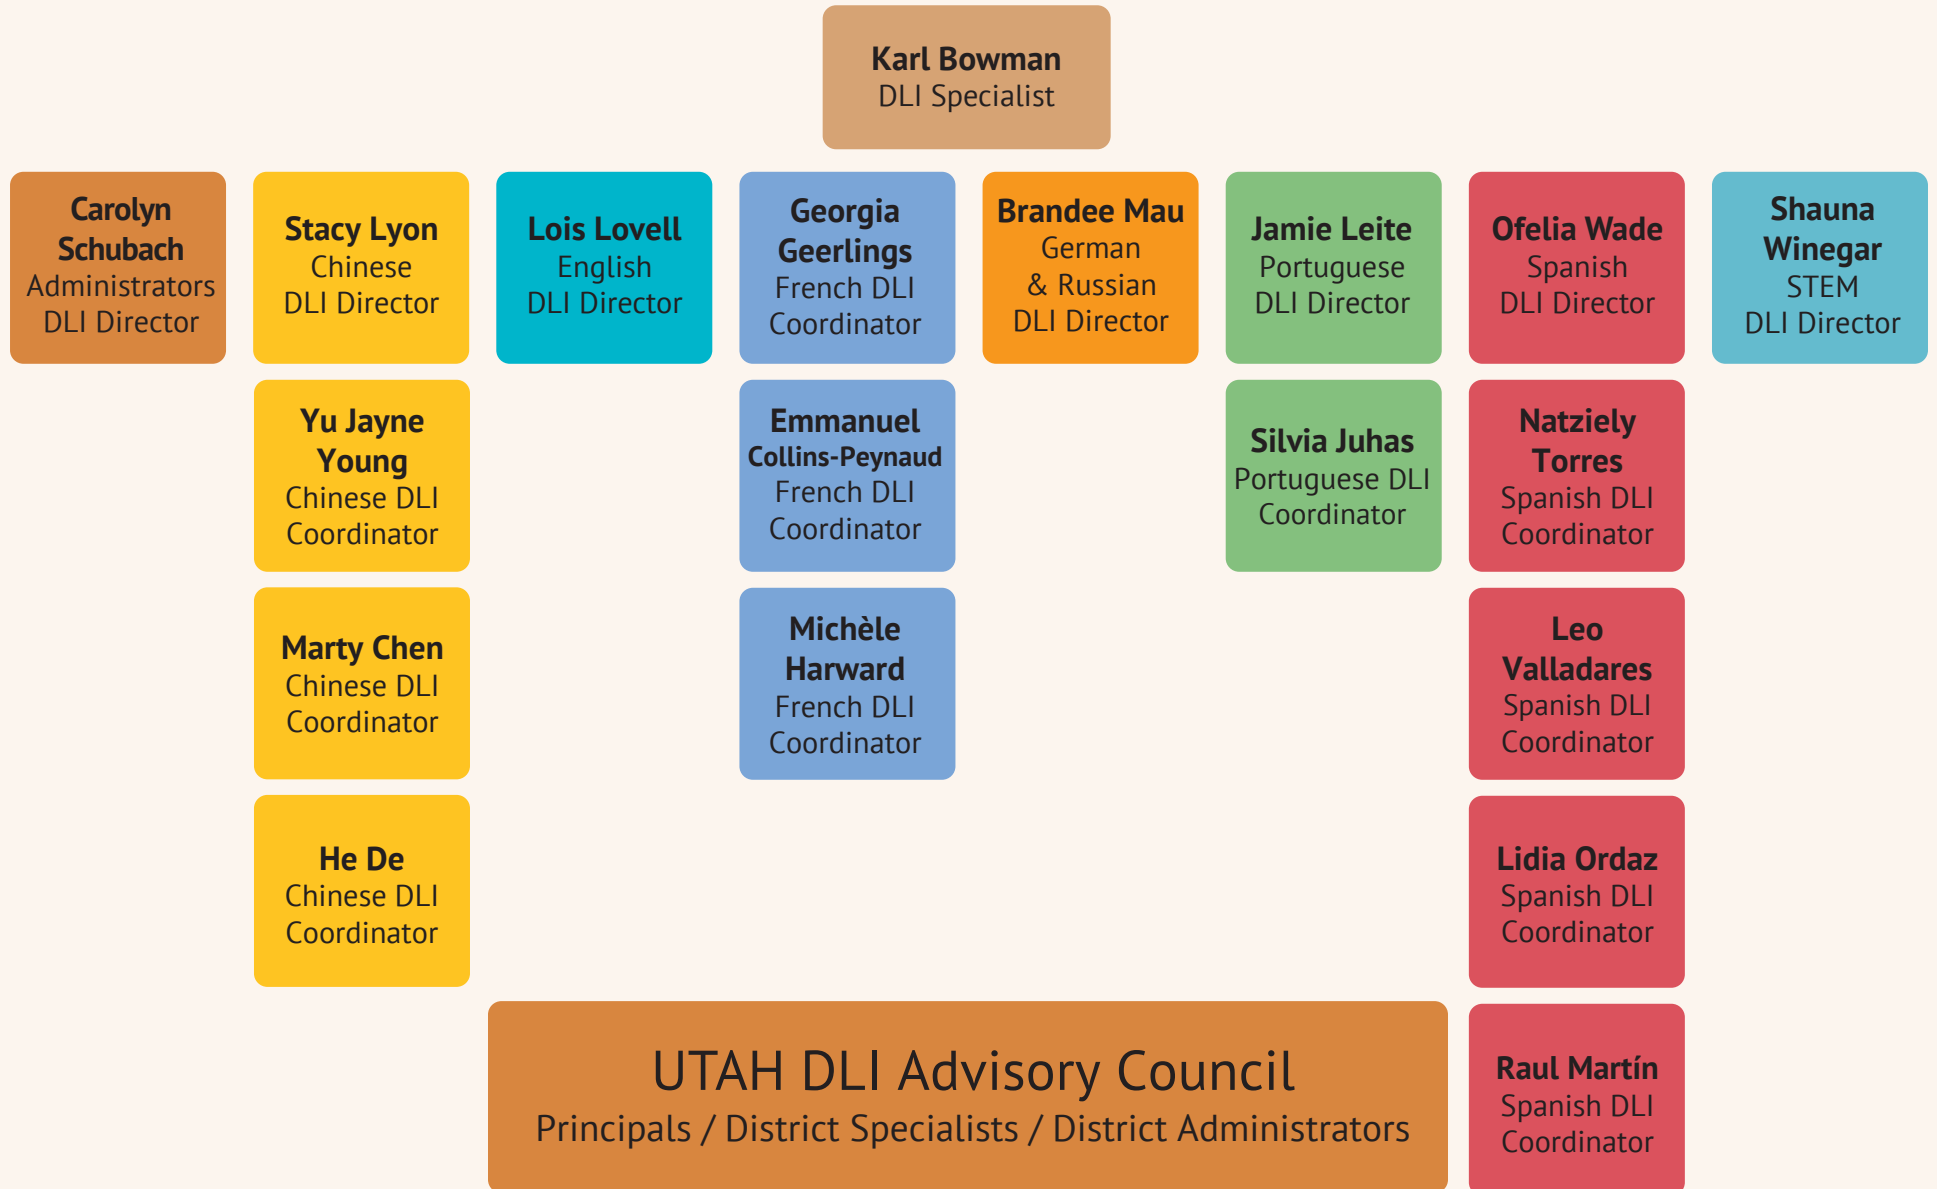 Karl Bowman
DLI Specialist
Carolyn
Schubach
Administrators
DLI Director
Stacy Lyon
Chinese
DLI Director
Lois Lovell
English
DLI Director
Georgia
Geerlings
French DLI
Coordinator
Brandee Mau
German
& Russian
DLI Director
Jamie Leite
Portuguese
DLI Director
Ofelia Wade
Spanish
DLI Director
Shauna
Winegar
STEM
DLI Director
Yu Jayne
Young
Chinese DLI
Coordinator
Emmanuel
Collins-Peynaud
French DLI
Coordinator
Silvia Juhas
Portuguese DLI
Coordinator
Natziely
Torres
Spanish DLI
Coordinator
Marty Chen
Chinese DLI
Coordinator
Michèle
Harward
French DLI
Coordinator
Leo
Valladares
Spanish DLI
Coordinator
He De
Chinese DLI
Coordinator
Lidia Ordaz
Spanish DLI
Coordinator
UTAH DLI Advisory Council
Principals / District Specialists / District Administrators
Raul Martín
Spanish DLI
Coordinator